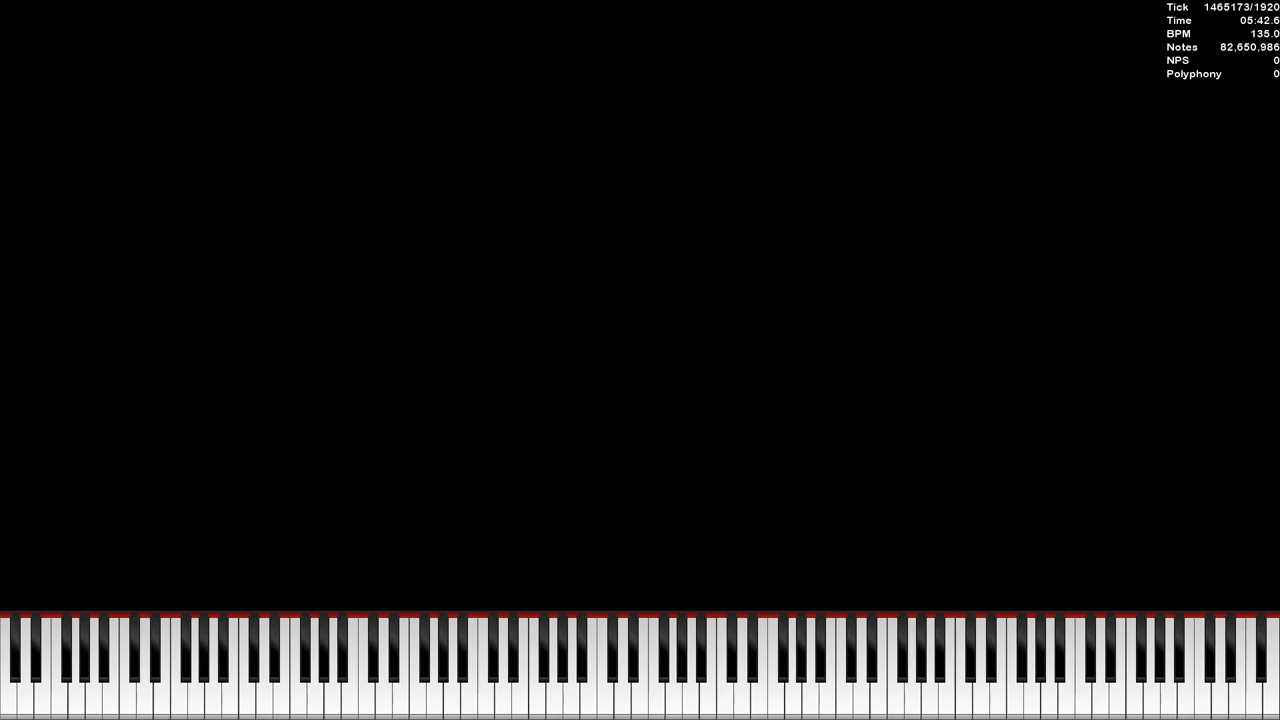 Tick 1465173/1920
Time 05:42.6
BPM 135.0
Notes 82,650,986
NPS 0
Polyphony 0